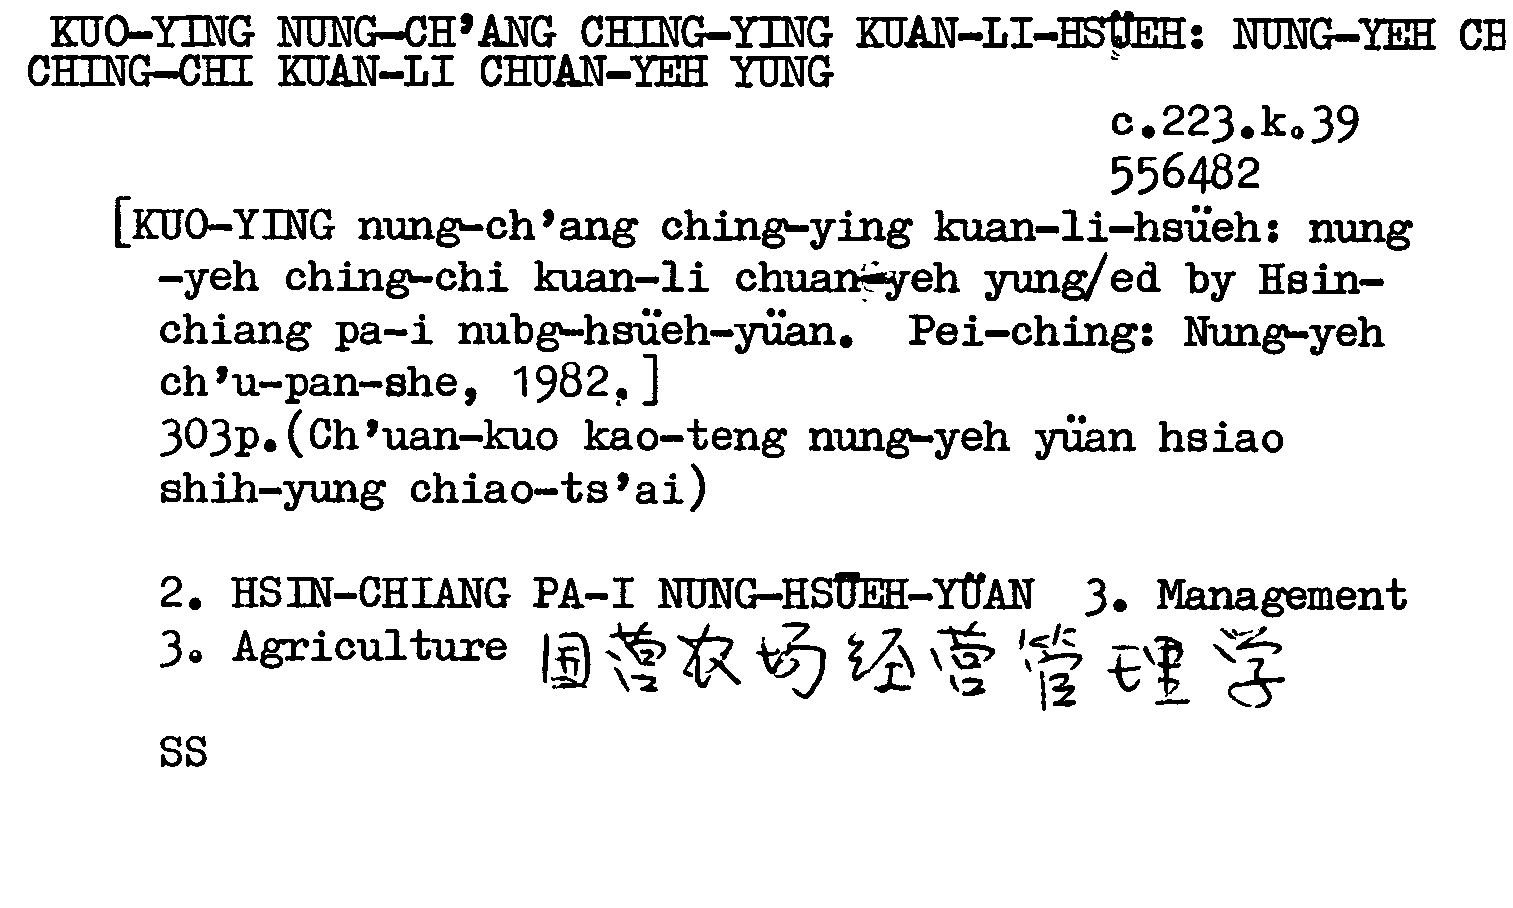 KUO-YING NUNG-CH'ANG CHING-YING KUAN-LI-HSÜEH: NUNG-YEH CH
CHING-CHI KUAN-LI CHUAN-YEH YUNG
c.223.k.39
556482
[KUO-YING nung-ch'ang ching-ying kuan-li-hsüeh: nung
-yeh ching-chi kuan-li chuan-yeh yung/ed by Hsin-
chiang pa-i nubg-hsüeh-yüan. Pei-ching: Nung-yeh
ch'u-pan-she, 1982.]
303p.(Ch'uan-kuo kao-teng nung-yeh yüan hsiao
shih-yung chiao-ts'ai)
2. HSIN-CHIANG PA-I NUNG-HSÜEH-YÜAN 3. Management
3. Agriculture 国营农场经营管理学
SS